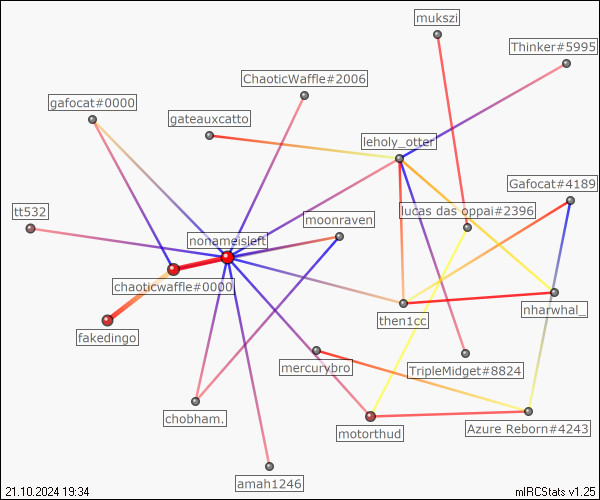 mukszi
Thinker#5995
ChaoticWaffle#2006
gafocat#0000
gateauxcatto
leholy_otter
Gafocat#4189
tt532
lucas das oppai#2396
moonraven
nonameisleft
chaoticwaffle#0000
nharwhal_
then1cc
fakedingo
mercurybro
TripleMidget#8824
chobham.
motorthud
Azure Reborn#4243
amah1246
21.10.2024 19:34
mIRCStats v1.25